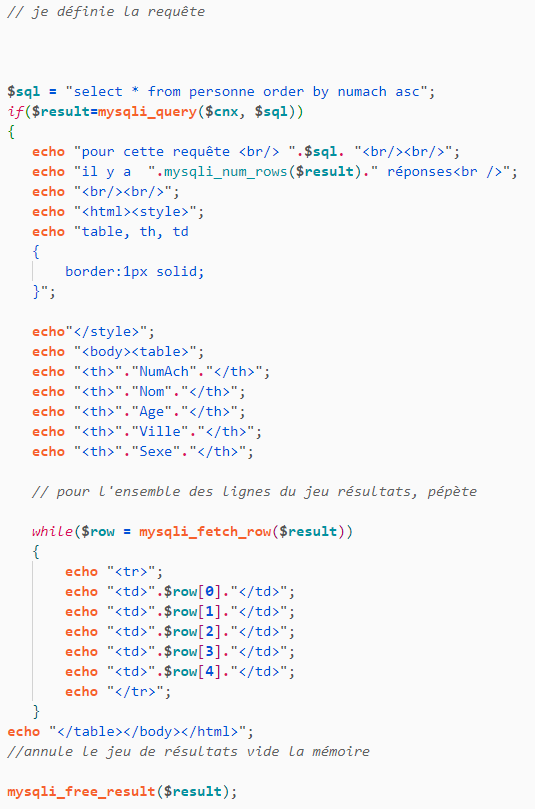 // je définie la requête
$sql = "select * from personne order by numach asc";
if($result=mysqli_query($cnx, $sql))
{
echo "pour cette requête <br/> ".$sql. "<br/><br/>";
echo "il y a  ".mysqli_num_rows($result)." réponses<br />";
echo "<br/><br/>";
echo "<html><style>";
echo "table, th, td
{
border:1px solid;
}";
echo"</style>";
echo "<body><table>";
echo "<th>"."NumAch"."</th>";
echo "<th>"."Nom"."</th>";
echo "<th>"."Age"."</th>";
echo "<th>"."Ville"."</th>";
echo "<th>"."Sexe"."</th>";
// pour l'ensemble des lignes du jeu résultats, pépète
while($row = mysqli_fetch_row($result))
{
echo "<tr>";
echo "<td>".$row[0]."</td>";
echo "<td>".$row[1]."</td>";
echo "<td>".$row[2]."</td>";
echo "<td>".$row[3]."</td>";
echo "<td>".$row[4]."</td>";
echo "</tr>";
}
echo "</table></body></html>";
//annule le jeu de résultats vide la mémoire
mysqli_free_result($result);